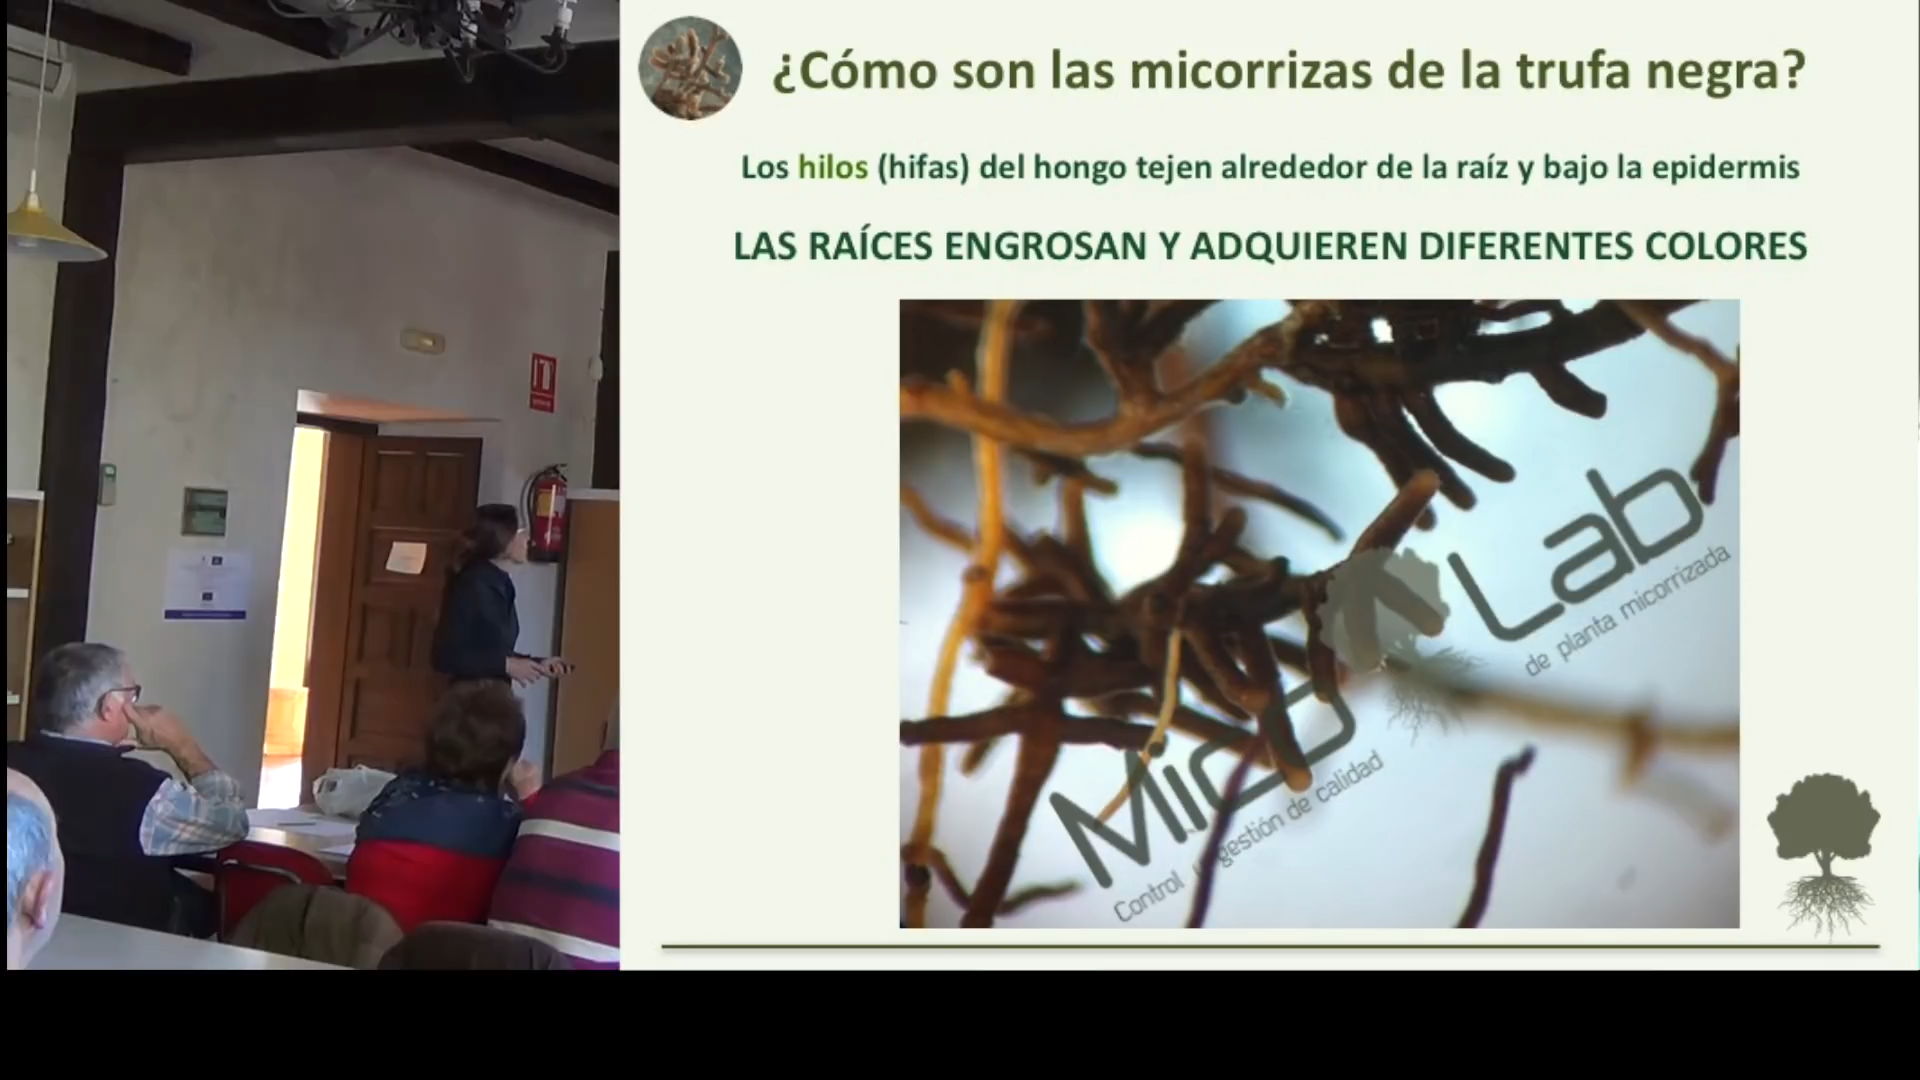 ¿Cómo son las micorrizas de la trufa negra?
Los hilos (hifas) del hongo tejen alrededor de la raíz y bajo la epidermis
LAS RAÍCES ENGROSAN Y ADQUIEREN DIFERENTES COLORES
Mico Lab
Control gestión de calidad de planta micorrizada